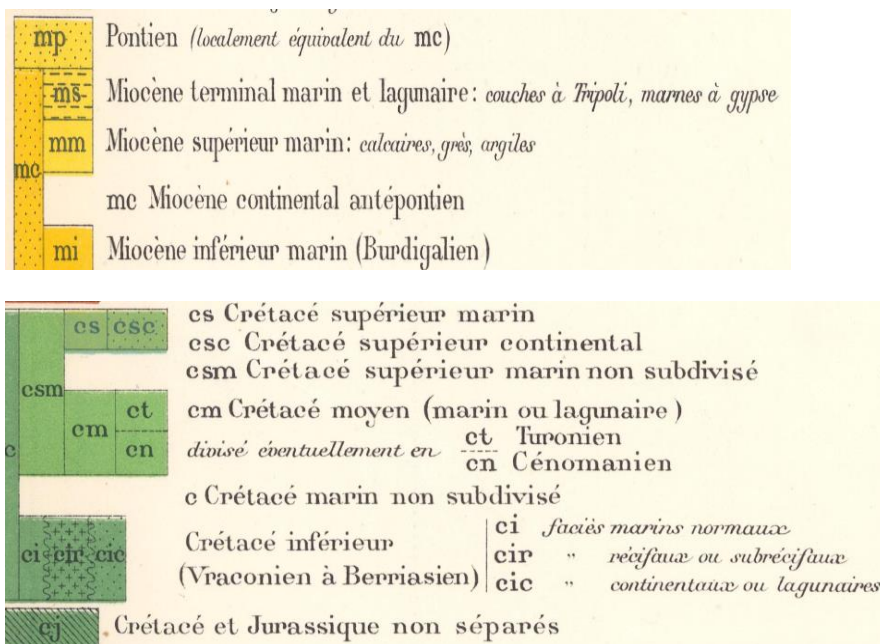 mp Pontien (localement équivalent du mc)
ms Miocène terminal marin et lagunaire: couches à Tripoli, marnes à gypse
mm Miocène supérieur marin: calcaires, grès, argiles
mc
mc Miocène continental antépontien
mi Miocène inférieur marin (Burdigalien)
cs csc cs Crétacé supérieur marin
csc Crétacé supérieur continental
csm Crétacé supérieur marin non subdivisé
csm
cm ct cn cm Crétacé moyen (marin ou lagunaire)
divisé éventuellement en ct Turonien
cn Cénomanien
c
c Crétacé marin non subdivisé
ci cir cic Crétacé inférieur
(Vraconien à Berriasien)
ci faciès marins normaux
cir " récifaux ou subrécifaux
cic " continentaux ou lagunaires
cj Crétacé et Jurassique non séparés